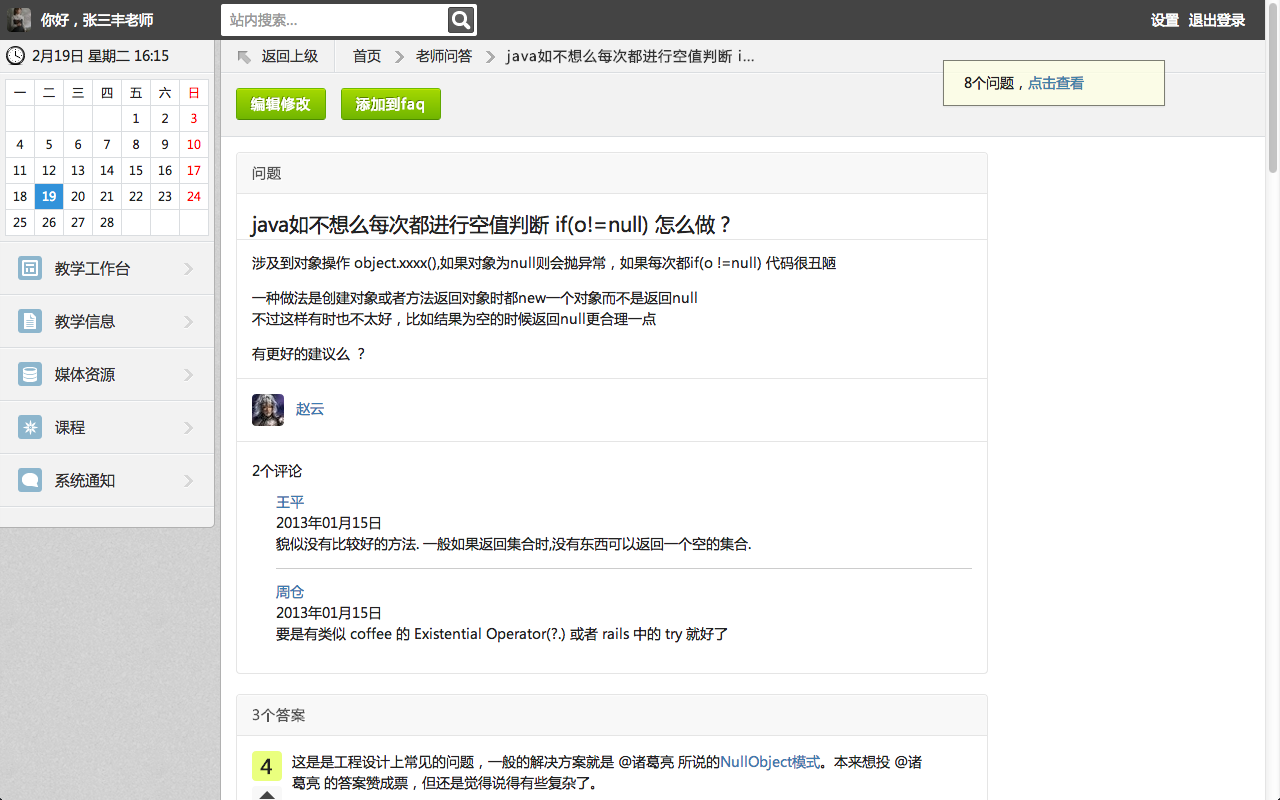 你好，张三丰老师
站内搜索...
设置 退出登录
2月19日 星期二 16:15
返回上级
首页
老师问答
java如不想么每次都进行空值判断 i...
8个问题，点击查看
一 二 三 四 五 六 日
1 2 3
4 5 6 7 8 9 10
11 12 13 14 15 16 17
18 19 20 21 22 23 24
25 26 27 28
教学工作台
教学信息
媒体资源
课程
系统通知
编辑修改
添加到faq
问题
java如不想么每次都进行空值判断 if(o!=null) 怎么做？
涉及到对象操作 object.xxxx(),如果对象为null则会抛异常，如果每次都if(o !=null) 代码很丑陋
一种做法是创建对象或者方法返回对象时都new一个对象而不是返回null
不过这样有时也不太好，比如结果为空的时候返回null更合理一点
有更好的建议么 ？
赵云
2个评论
王平
2013年01月15日
貌似没有比较好的方法. 一般如果返回集合时,没有东西可以返回一个空的集合.
周仓
2013年01月15日
要是有类似 coffee 的 Existential Operator(?.) 或者 rails 中的 try 就好了
3个答案
4
这是是工程设计上常见的问题，一般的解决方案就是 @诸葛亮 所说的NullObject模式。本来想投 @诸
葛亮 的答案赞成票，但还是觉得说得有些复杂了。